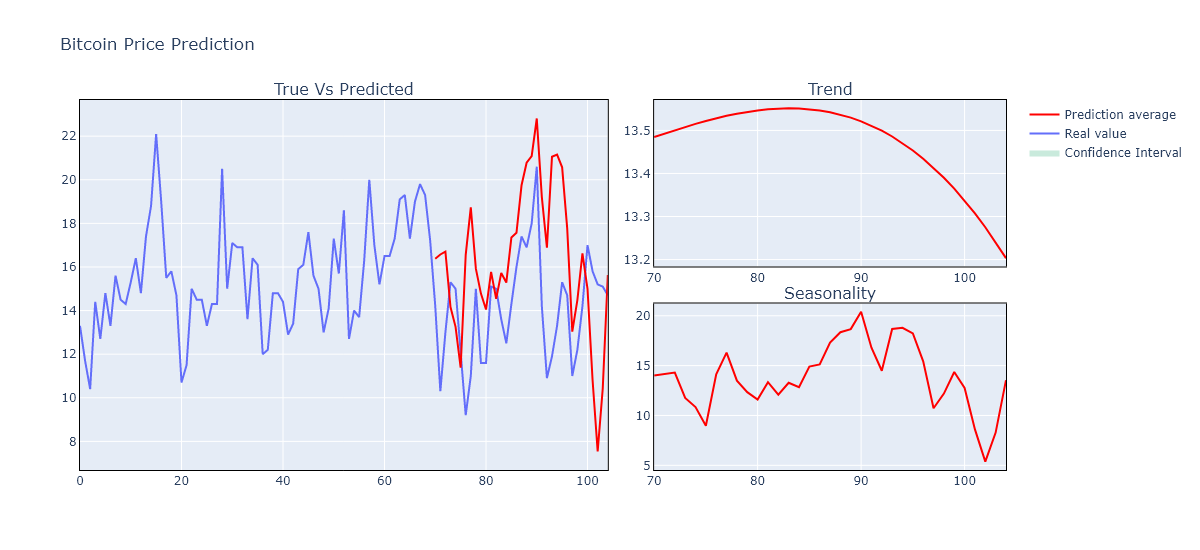 Bitcoin Price Prediction
True Vs Predicted
22
20
18
16
14
12
10
8
0 20 40 60 80 100
Trend
13.5
13.4
13.3
13.2
70 80 90 100
Seasonality
20
15
10
5
70 80 90 100
Prediction average
Real value
Confidence Interval